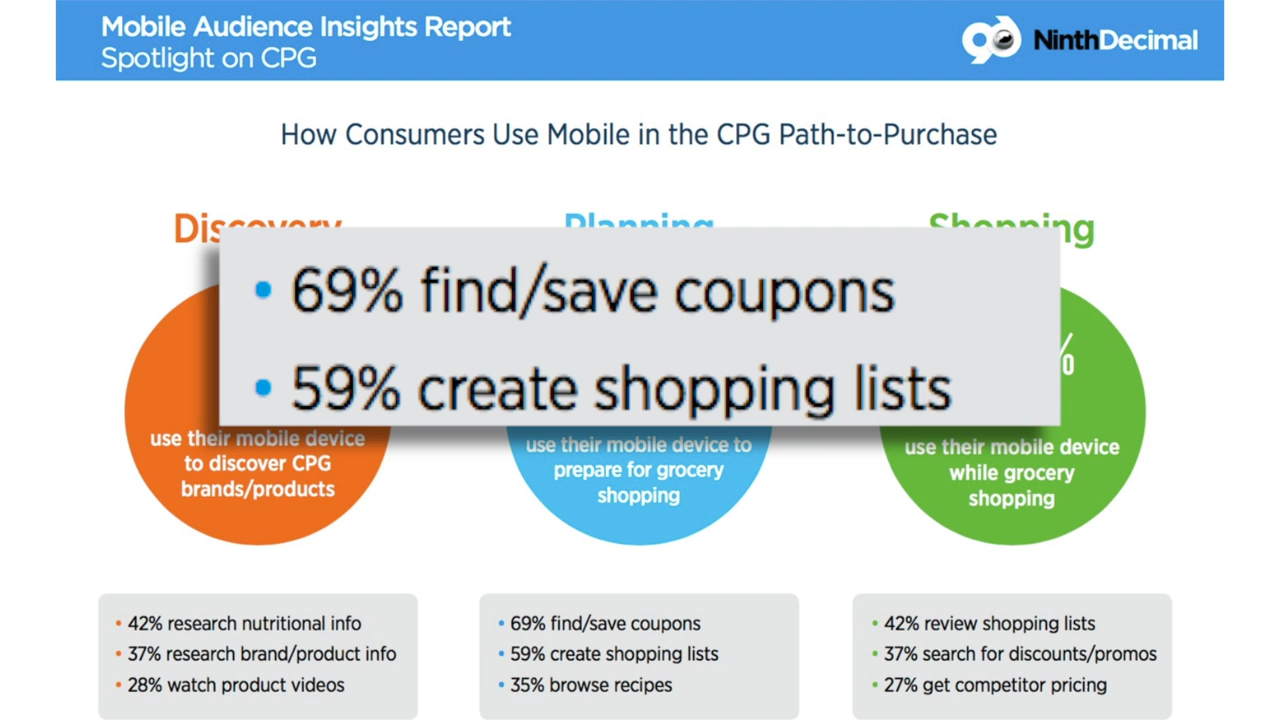 Mobile Audience Insights Report
Spotlight on CPG
NinthDecimal
How Consumers Use Mobile in the CPG Path-to-Purchase
Discovery
Planning
Shopping
• 69% find/save coupons
• 59% create shopping lists
%
use their mobile device
to discover CPG
brands/products
use their mobile device to
prepare for grocery
shopping
use their mobile device
while grocery
shopping
• 42% research nutritional info
• 37% research brand/product info
• 28% watch product videos
• 69% find/save coupons
• 59% create shopping lists
• 35% browse recipes
• 42% review shopping lists
• 37% search for discounts/promos
• 27% get competitor pricing